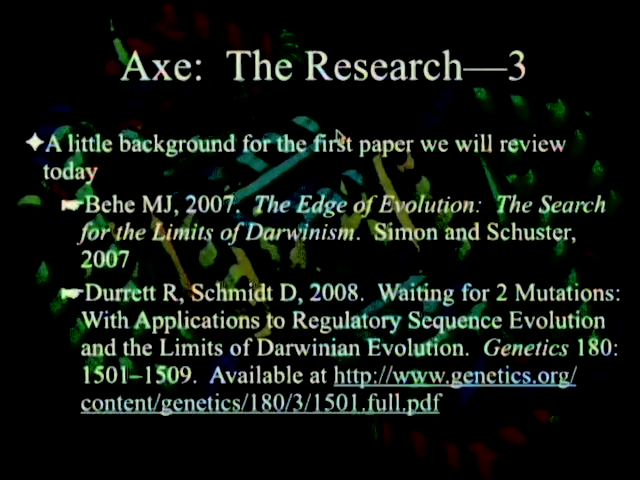 Axe: The Research—3
✦A little background for the first paper we will review
today
☛Behe MJ, 2007. The Edge of Evolution: The Search
for the Limits of Darwinism. Simon and Schuster,
2007
☛Durrett R, Schmidt D, 2008. Waiting for 2 Mutations:
With Applications to Regulatory Sequence Evolution
and the Limits of Darwinian Evolution. Genetics 180:
1501–1509. Available at http://www.genetics.org/
content/genetics/180/3/1501.full.pdf